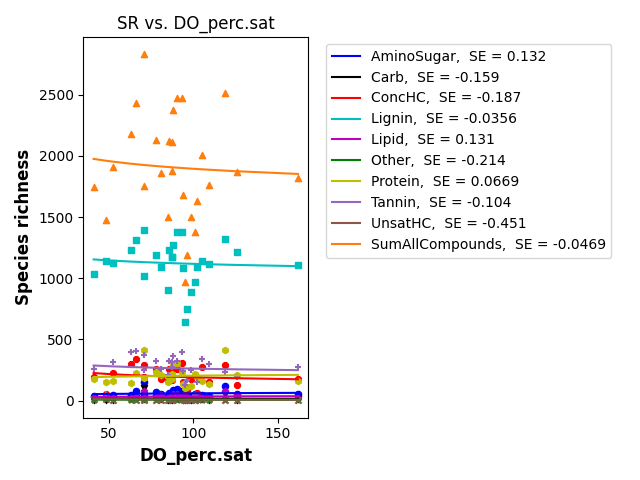 SR vs. DO_perc.sat
Species richness
2500
2000
1500
1000
500
0
50
100
150
DO_perc.sat
AminoSugar,  SE = 0.132
Carb,  SE = -0.159
ConcHC,  SE = -0.187
Lignin,  SE = -0.0356
Lipid,  SE = 0.131
Other,  SE = -0.214
Protein,  SE = 0.0669
Tannin,  SE = -0.104
UnsatHC,  SE = -0.451
SumAllCompounds,  SE = -0.0469